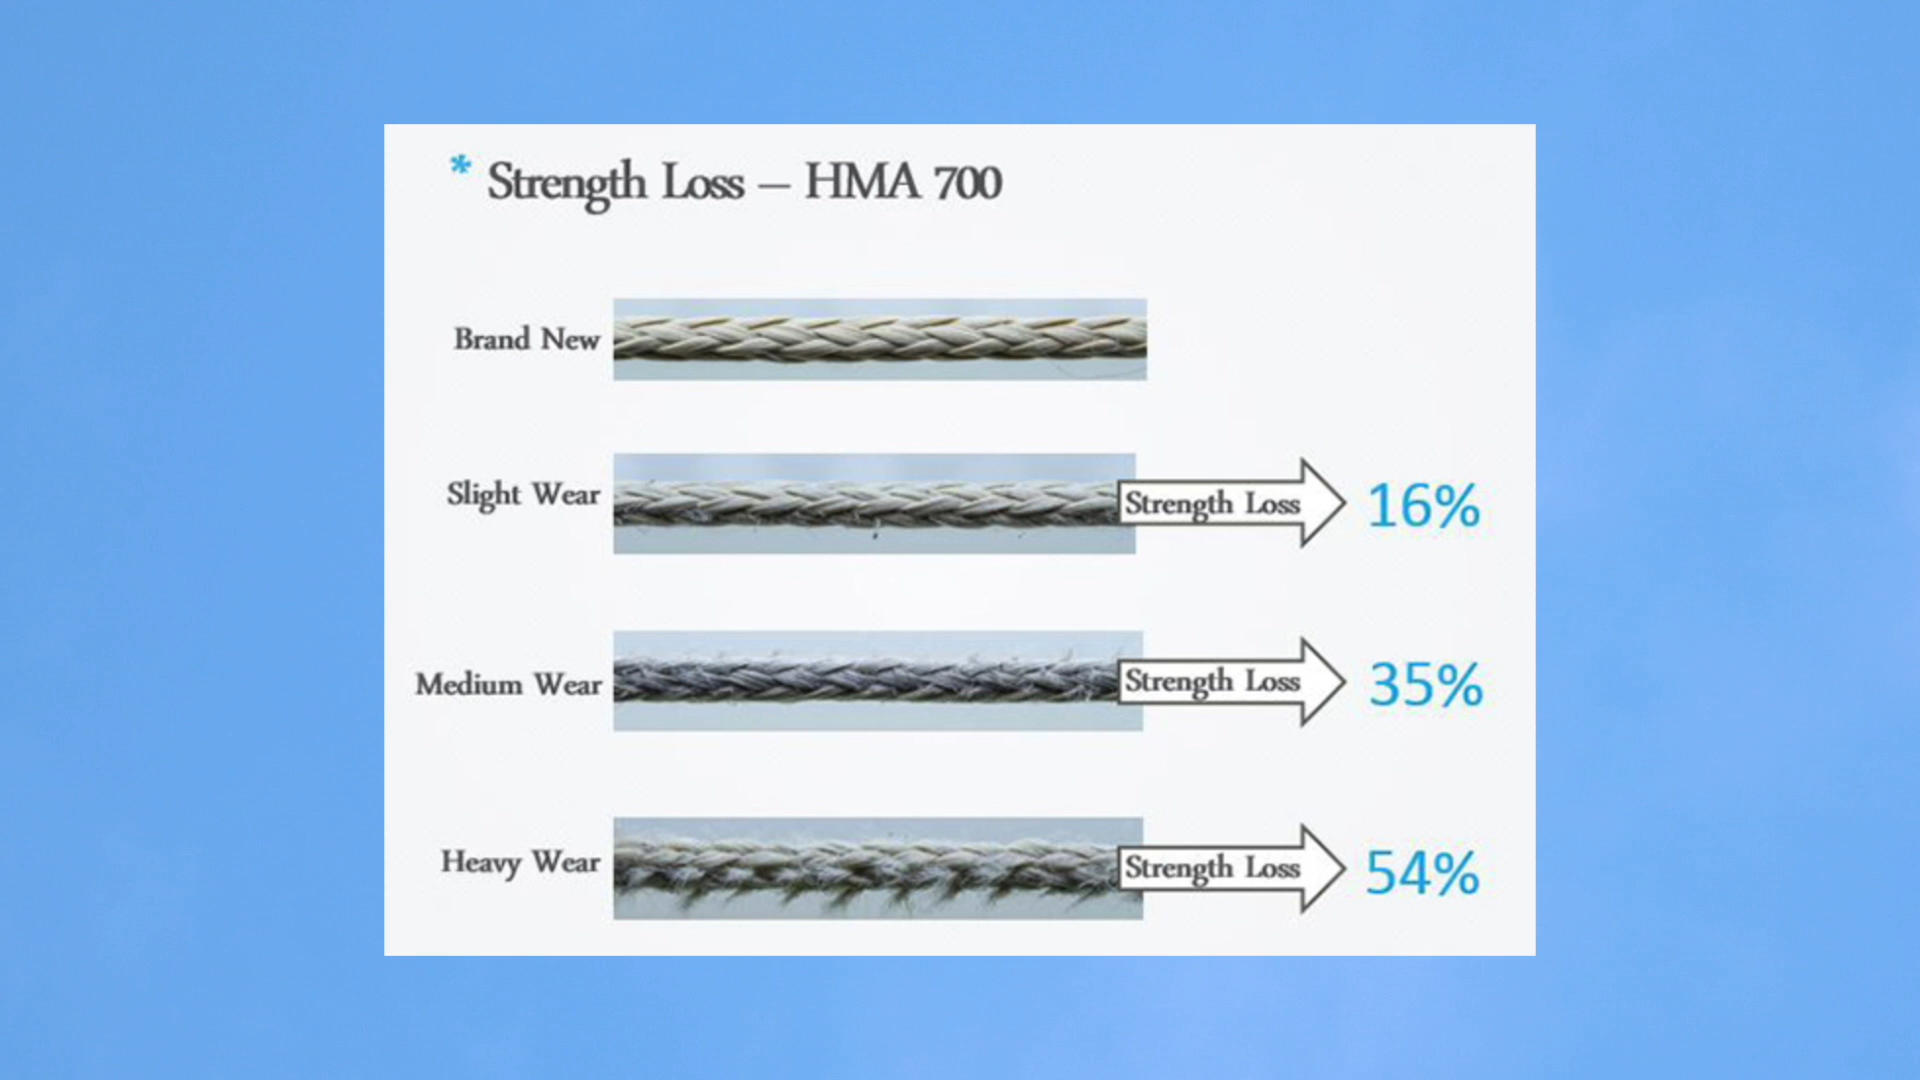 * Strength Loss – HMA 700
Brand New
Slight Wear
Strength Loss
16%
Medium Wear
Strength Loss
35%
Heavy Wear
Strength Loss
54%